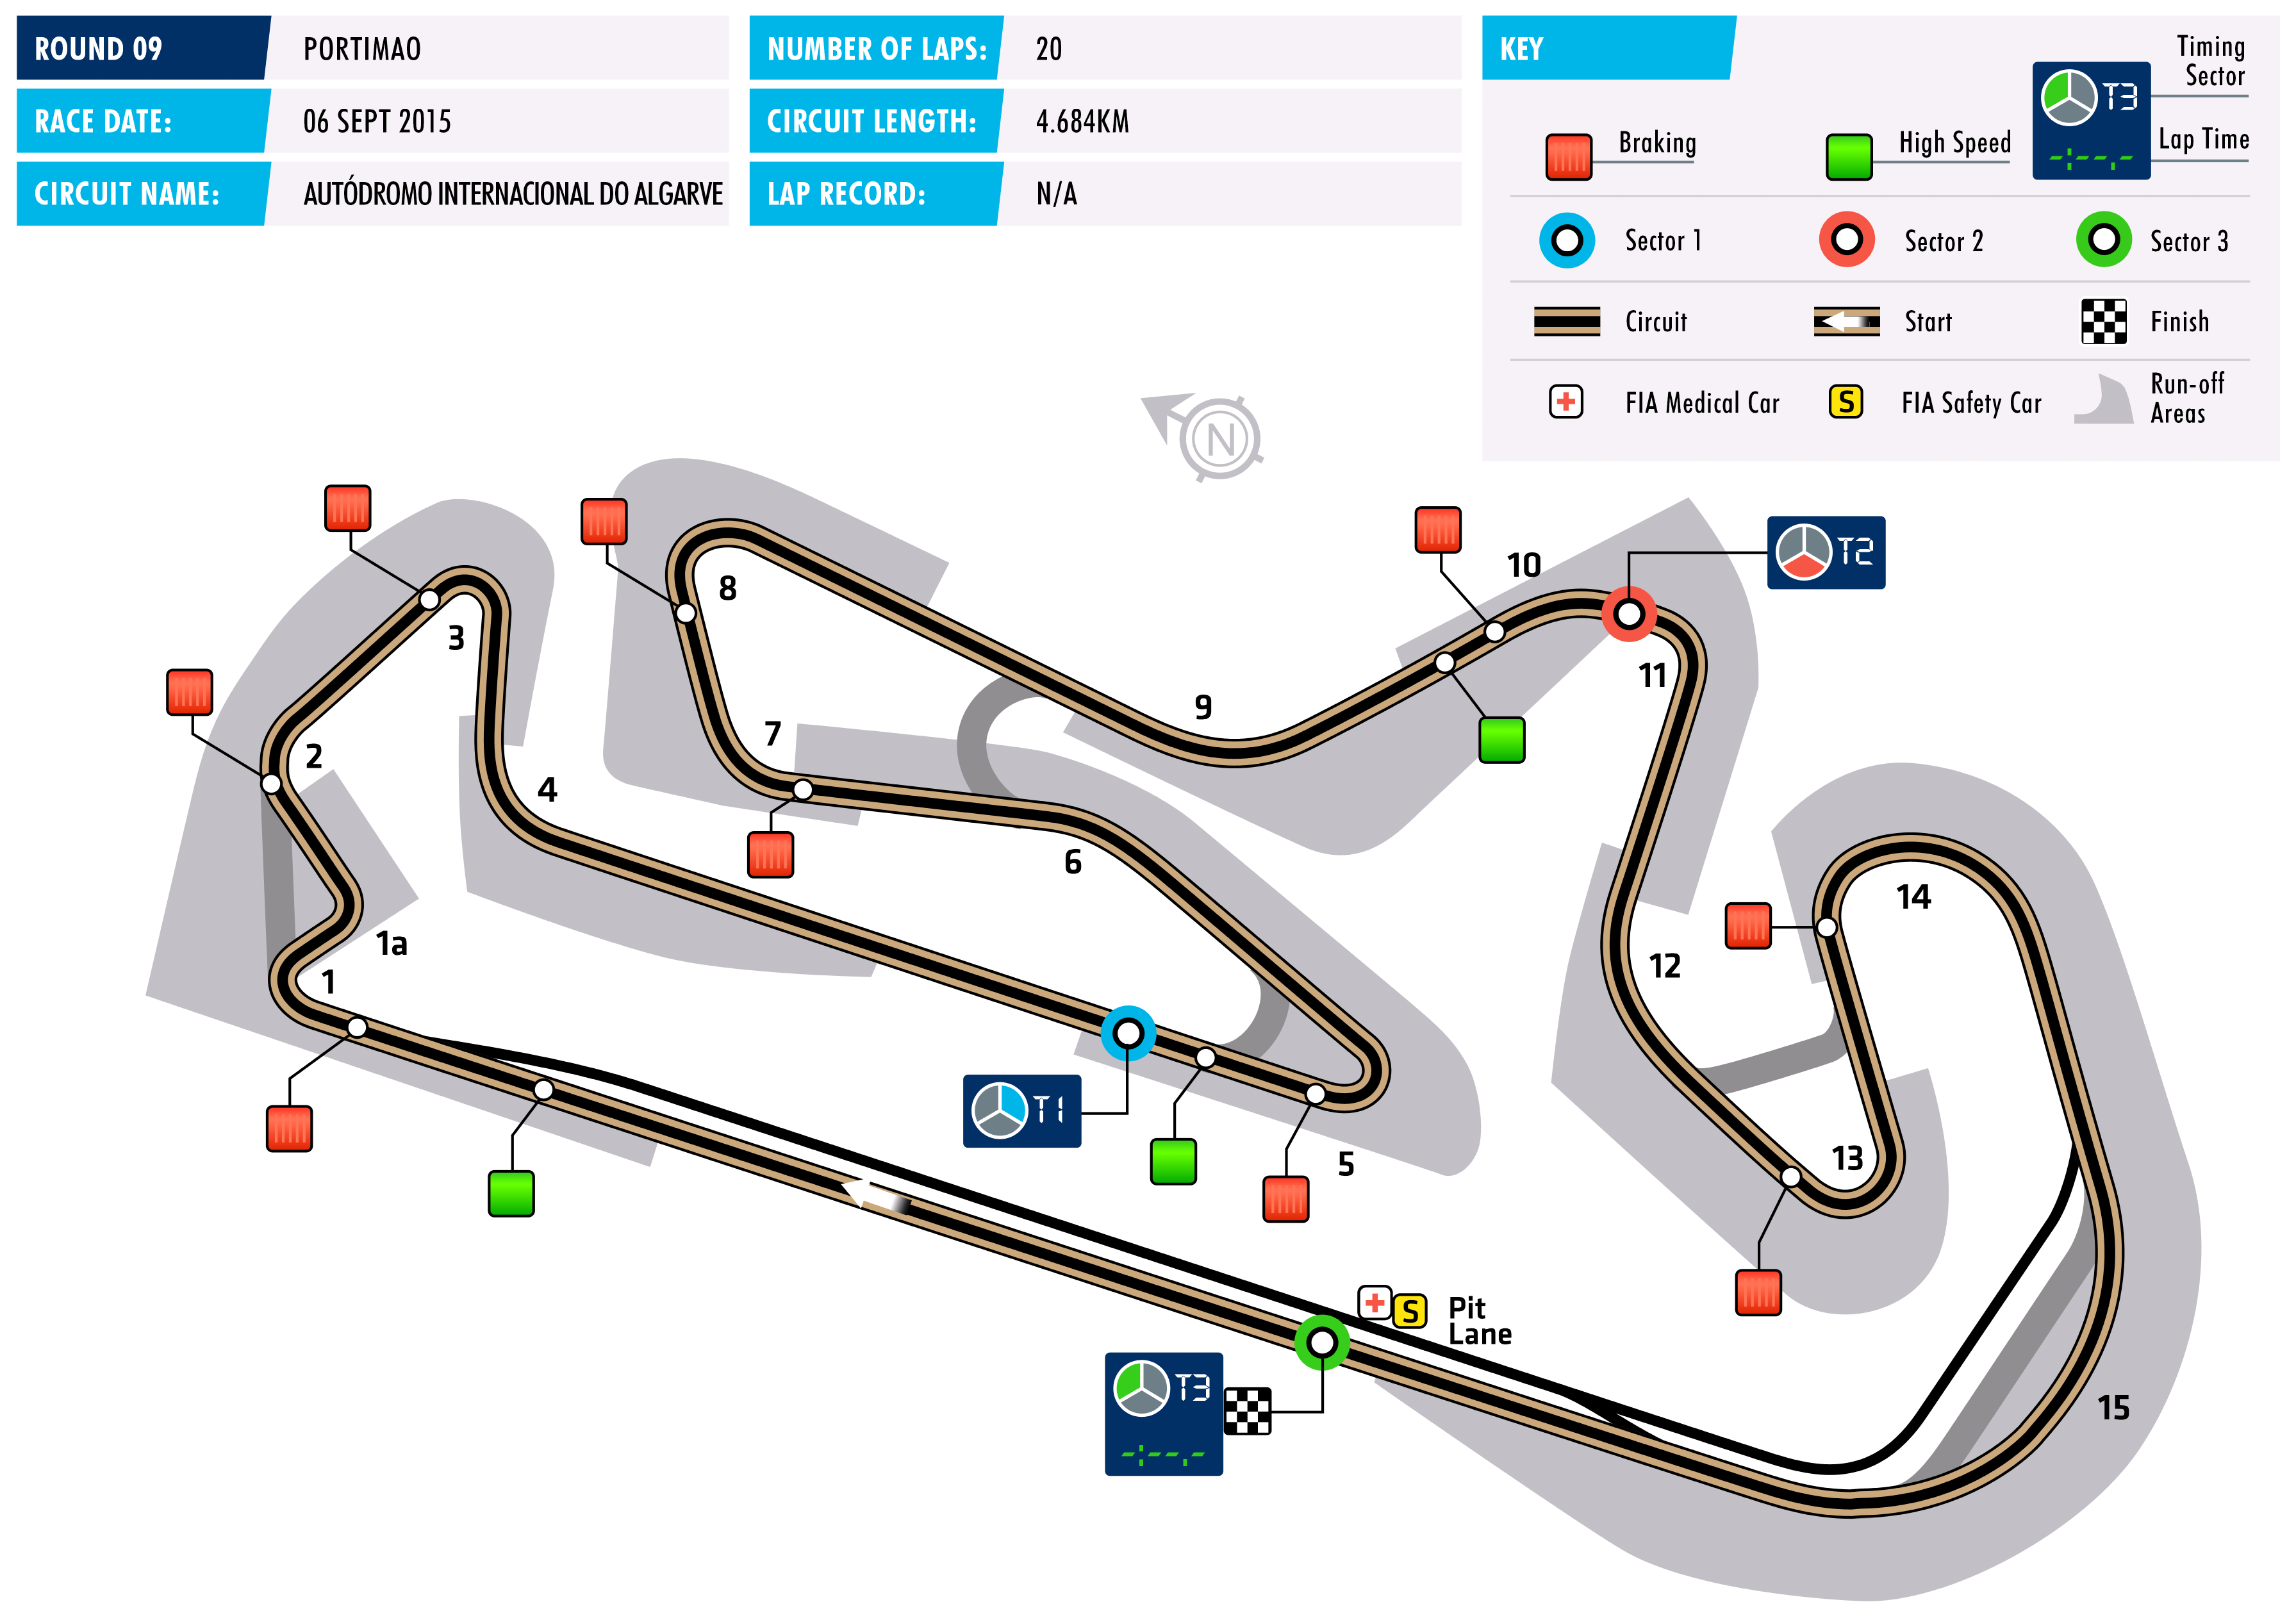 ROUND 09
PORTIMAO
NUMBER OF LAPS:
20
RACE DATE:
06 SEPT 2015
CIRCUIT LENGTH:
4.684KM
CIRCUIT NAME:
AUTÓDROMO INTERNACIONAL DO ALGARVE
LAP RECORD:
N/A
KEY
Timing
Sector
T3
Lap Time
-:--.-
Braking
High Speed
Sector 1
Sector 2
Sector 3
Circuit
Start
Finish
FIA Medical Car
S
FIA Safety Car
Run-off
Areas
N
8
10
T2
3
11
9
7
2
4
6
14
1a
12
1
T1
13
5
S
Pit
Lane
T3
-:--.-
15